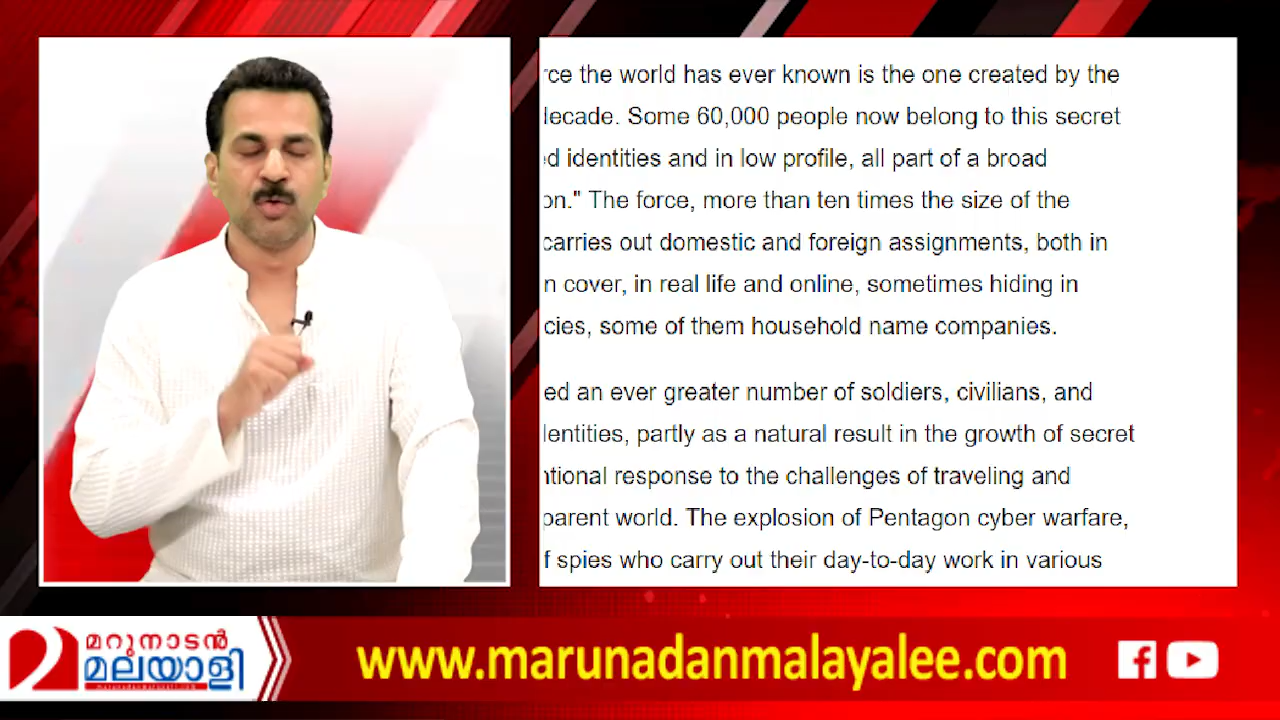 rce the world has ever known is the one created by the
decade. Some 60,000 people now belong to this secret
d identities and in low profile, all part of a broad
on." The force, more than ten times the size of the
carries out domestic and foreign assignments, both in
n cover, in real life and online, sometimes hiding in
cies, some of them household name companies.
ed an ever greater number of soldiers, civilians, and
dentities, partly as a natural result in the growth of secret
ntional response to the challenges of traveling and
parent world. The explosion of Pentagon cyber warfare,
f spies who carry out their day-to-day work in various
മറുനാടൻ
മലയാളി
www.marunadanmalayalee.com